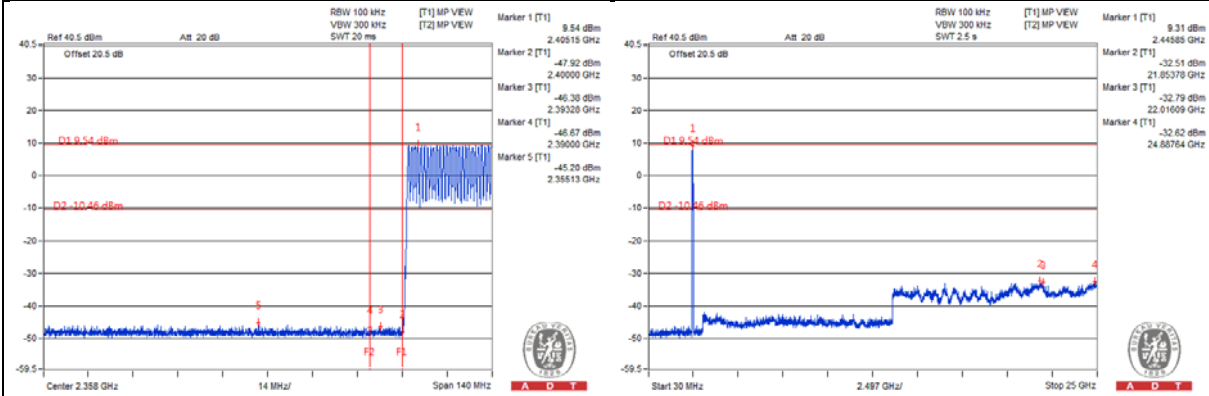 RBW 100 kHz [T1] MP VIEW
VBW 300 kHz [T2] MP VIEW
Ref 40.5 dBm Att 20 dB SWT 20 ms
40.5
Offset 20.5 dB
30
20
10
0
-10
-20
-30
-40
-50
-59.5
D1 9.54 dBm
D2 -10.46 dBm
1
5
4
3
2
F2
F1
Center 2.358 GHz 14 MHz/ Span 140 MHz
Marker 1 [T1]
9.54 dBm
2.40515 GHz
Marker 2 [T1]
-47.92 dBm
2.40000 GHz
Marker 3 [T1]
-46.38 dBm
2.39328 GHz
Marker 4 [T1]
-46.67 dBm
2.39000 GHz
Marker 5 [T1]
-45.20 dBm
2.35513 GHz
BUREAU VERITAS
1828
A D T
RBW 100 kHz [T1] MP VIEW
VBW 300 kHz [T2] MP VIEW
Ref 40.5 dBm Att 20 dB SWT 2.5 s
40.5
Offset 20.5 dB
30
20
10
0
-10
-20
-30
-40
-50
-59.5
D1 9.54 dBm
D2 -10.46 dBm
1
2
3
4
Start 30 MHz 2.497 GHz/ Stop 25 GHz
Marker 1 [T1]
9.31 dBm
2.44585 GHz
Marker 2 [T1]
-32.51 dBm
21.85378 GHz
Marker 3 [T1]
-32.79 dBm
22.01609 GHz
Marker 4 [T1]
-32.62 dBm
24.88764 GHz
BUREAU VERITAS
1828
A D T